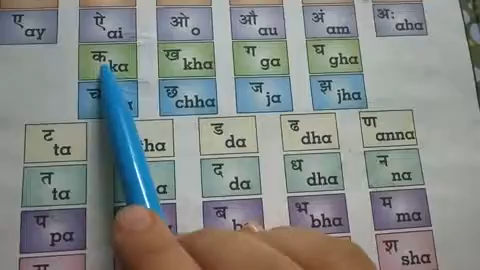 ए ay ऐ ai ओ o औ au अं am अः aha
क ka ख kha ग ga घ gha
छ chha ज ja झ jha
ट ta ड da ढ dha ण anna
त ta द da ध dha न na
प pa ब भ bha म ma
श sha